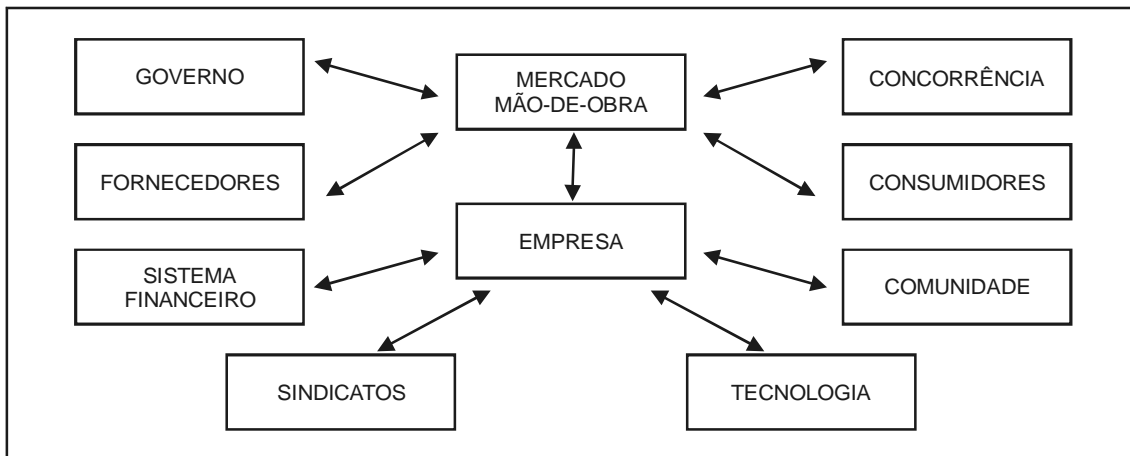 GOVERNO
MERCADO
MÃO-DE-OBRA
CONCORRÊNCIA
FORNECEDORES
CONSUMIDORES
EMPRESA
SISTEMA
FINANCEIRO
COMUNIDADE
SINDICATOS
TECNOLOGIA